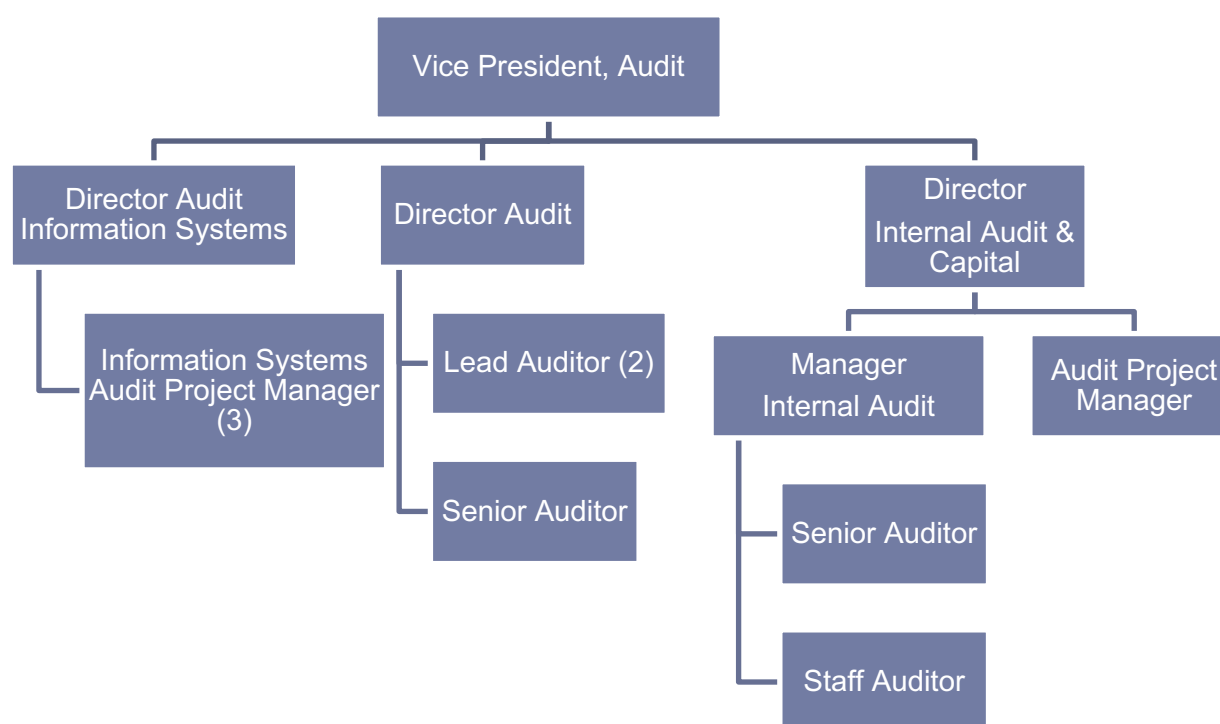 Vice President, Audit
Director Audit
Information Systems
Director Audit
Director
Internal Audit &
Capital
Information Systems
Audit Project Manager
(3)
Lead Auditor (2)
Senior Auditor
Manager
Internal Audit
Audit Project
Manager
Senior Auditor
Staff Auditor